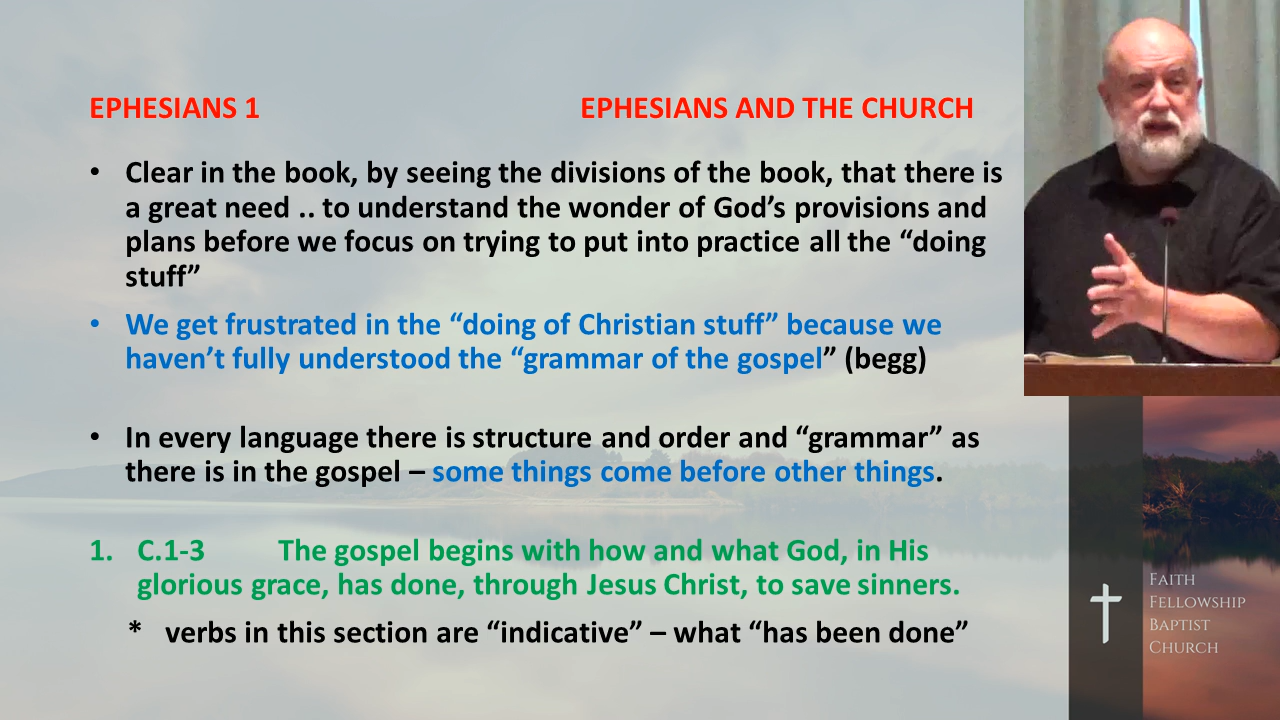 EPHESIANS 1 EPHESIANS AND THE CHURCH
• Clear in the book, by seeing the divisions of the book, that there is
a great need .. to understand the wonder of God’s provisions and
plans before we focus on trying to put into practice all the “doing
stuff”
• We get frustrated in the “doing of Christian stuff” because we
haven’t fully understood the “grammar of the gospel” (begg)
• In every language there is structure and order and “grammar” as
there is in the gospel – some things come before other things.
1. C.1-3 The gospel begins with how and what God, in His
glorious grace, has done, through Jesus Christ, to save sinners.
* verbs in this section are “indicative” – what “has been done”
FAITH
FELLOWSHIP
BAPTIST
CHURCH